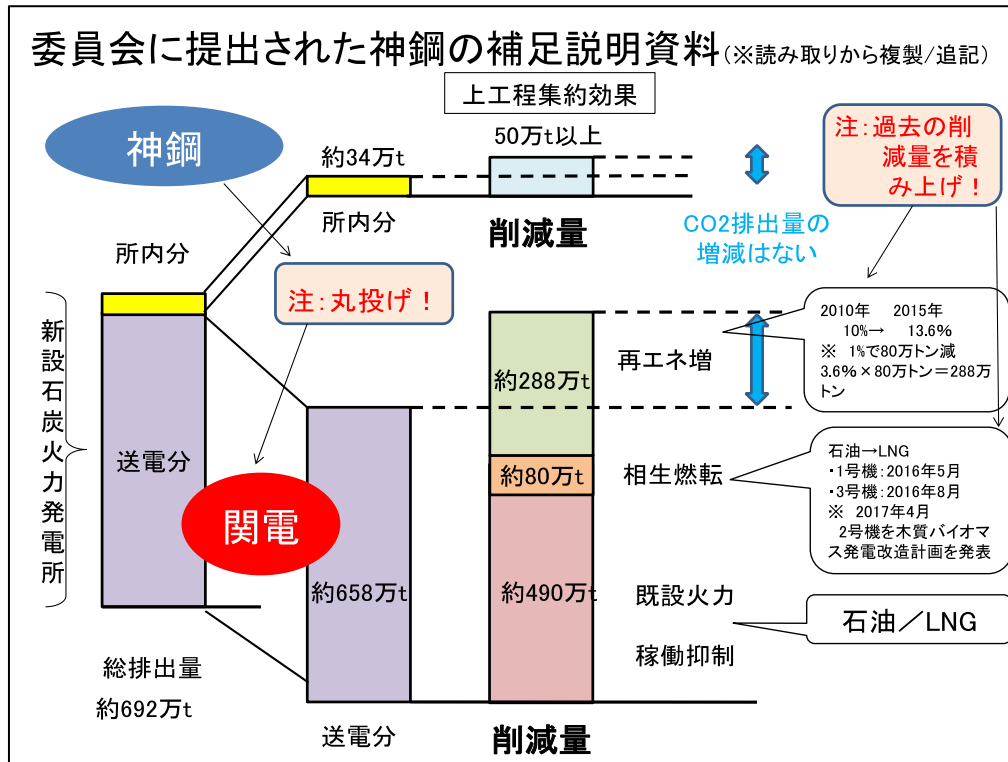 委員会に提出された神鋼の補足説明資料(※読み取りから複製/追記)
上工程集約効果
神鋼
約34万t
50万t以上
注:過去の削
減量を積
み上げ!
所内分
所内分
削減量
CO2排出量の
増減はない
注:丸投げ!
新設石炭火力発電所
送電分
関電
約658万t
総排出量
約692万t
送電分
約288万t
約80万t
約490万t
削減量
再エネ増
相生燃転
既設火力
稼働抑制
2010年 2015年
10%→ 13.6%
※ 1%で80万トン減
3.6%×80万トン=288万
トン
石油→LNG
・1号機:2016年5月
・3号機:2016年8月
※ 2017年4月
2号機を木質バイオマ
ス発電改造計画を発表
石油/LNG